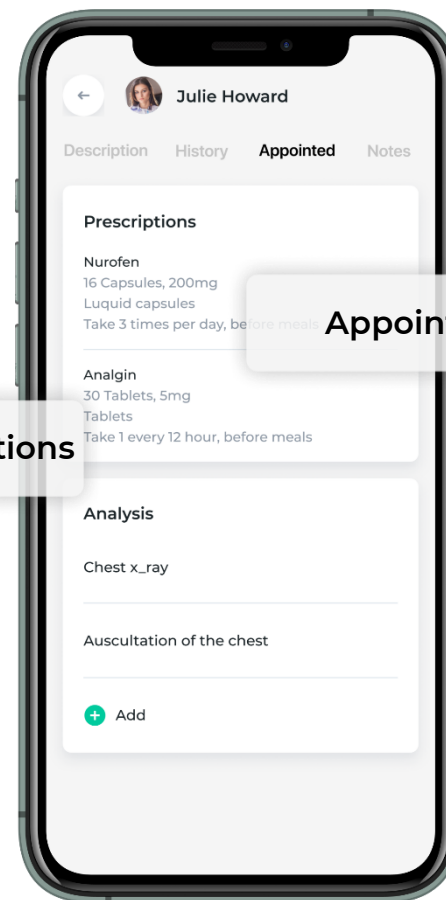 Julie Howard
Description History Appointed Notes
Prescriptions
Nurofen
16 Capsules, 200mg
Luquid capsules
Take 3 times per day, before meals
Appoin
Analgin
30 Tablets, 5mg
Tablets
Take 1 every 12 hour, before meals
tions
Analysis
Chest x_ray
Auscultation of the chest
Add